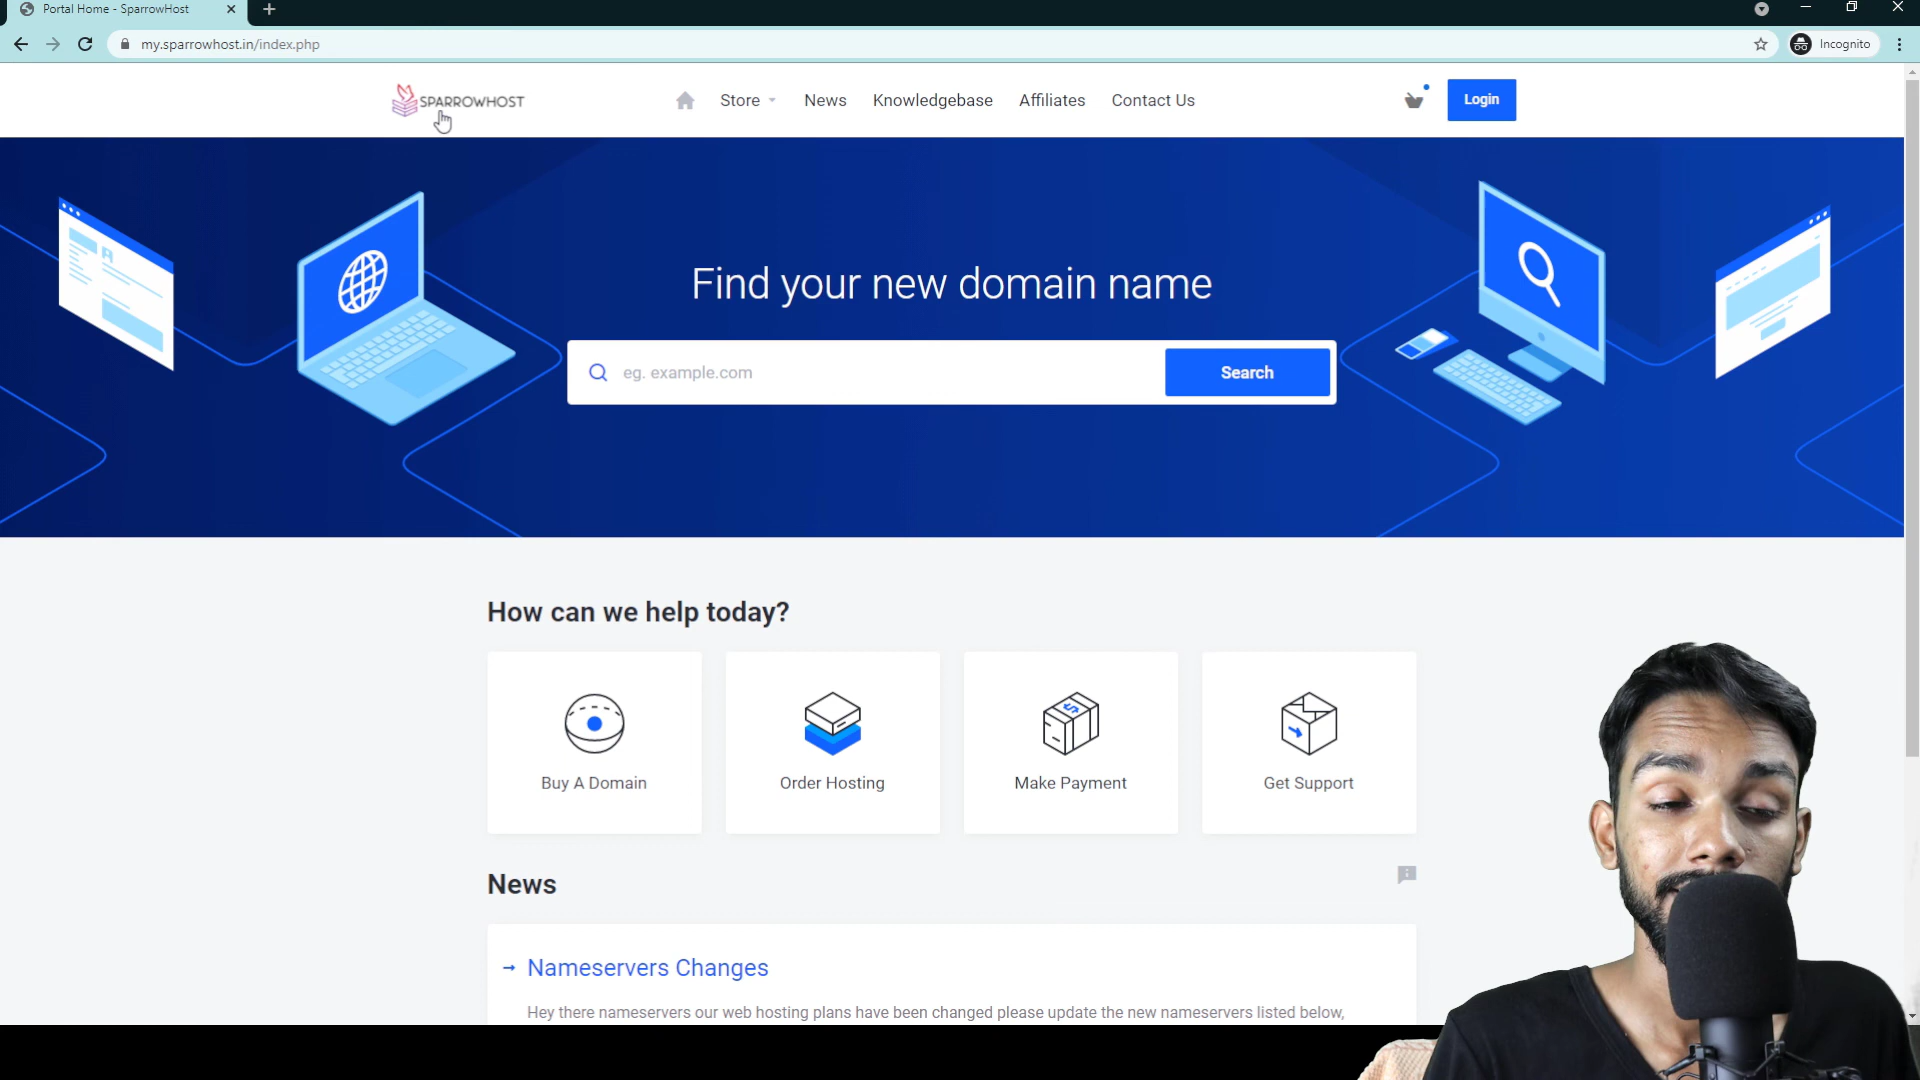 Portal Home - SparrowHost
my.sparrowhost.in/index.php
Incognito
SPARROWHOST
Store
News
Knowledgebase
Affiliates
Contact Us
Login
Find your new domain name
eg. example.com
Search
How can we help today?
Buy A Domain
Order Hosting
Make Payment
Get Support
News
Nameservers Changes
Hey there nameservers our web hosting plans have been changed please update the new nameservers listed below,